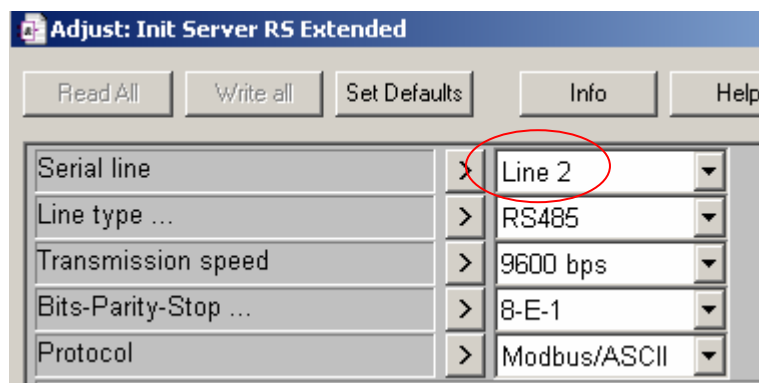 Adjust: Init Server RS Extended
Read All Write all Set Defaults Info Help
Serial line > Line 2
Line type ... > RS485
Transmission speed > 9600 bps
Bits-Parity-Stop ... > 8-E-1
Protocol > Modbus/ASCII